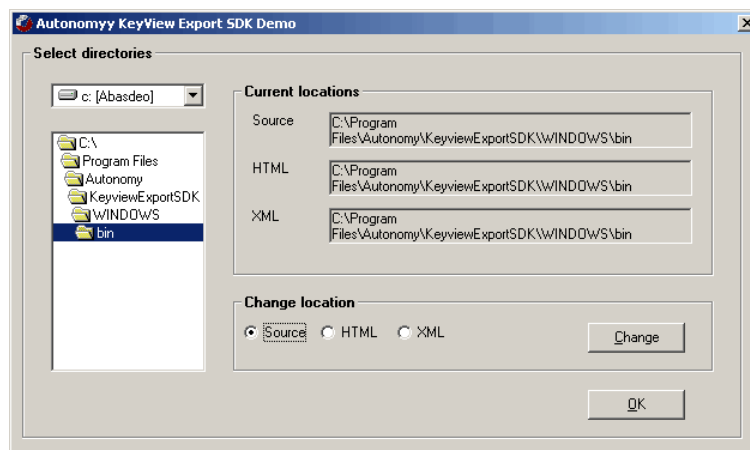 Autonomyy KeyView Export SDK Demo
Select directories
c: [Abasdeo]
C:\
Program Files
Autonomy
KeyviewExportSDK
WINDOWS
bin
Current locations
Source
C:\Program
Files\Autonomy\KeyviewExportSDK\WINDOWS\bin
HTML
C:\Program
Files\Autonomy\KeyviewExportSDK\WINDOWS\bin
XML
C:\Program
Files\Autonomy\KeyviewExportSDK\WINDOWS\bin
Change location
Source HTML XML
Change
OK